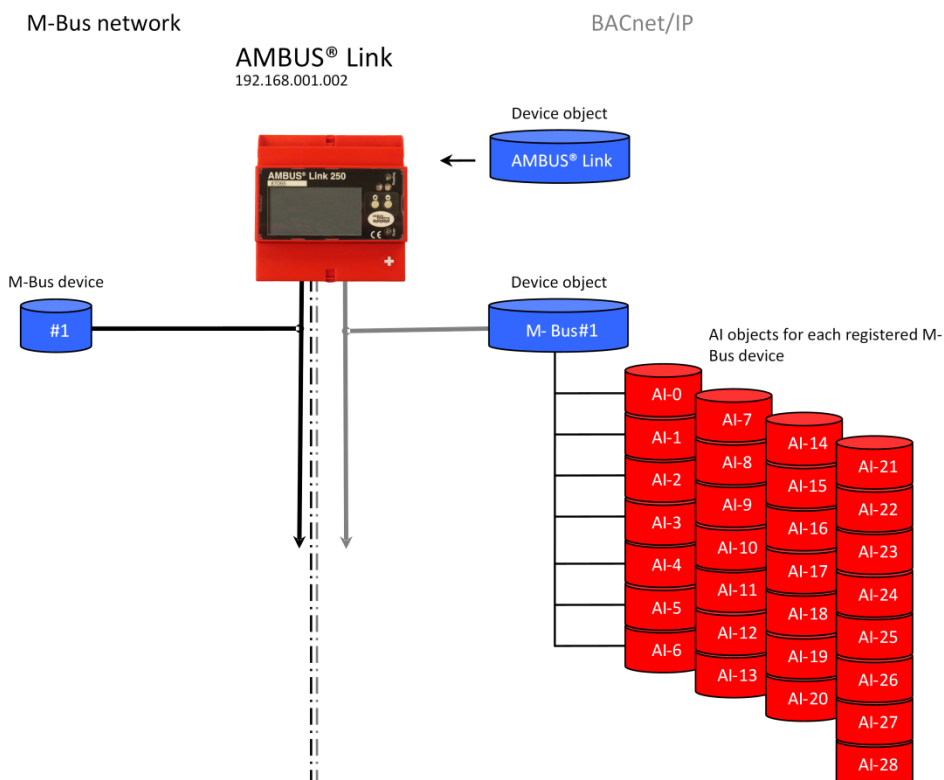 M-Bus network
BACnet/IP
AMBUS® Link
192.168.001.002
Device object
AMBUS® Link
AMBUS® Link 250
M-Bus device
#1
Device object
M- Bus#1
AI objects for each registered M-
Bus device
AI-0
AI-1
AI-2
AI-3
AI-4
AI-5
AI-6
AI-7
AI-8
AI-9
AI-10
AI-11
AI-12
AI-13
AI-14
AI-15
AI-16
AI-17
AI-18
AI-19
AI-20
AI-21
AI-22
AI-23
AI-24
AI-25
AI-26
AI-27
AI-28